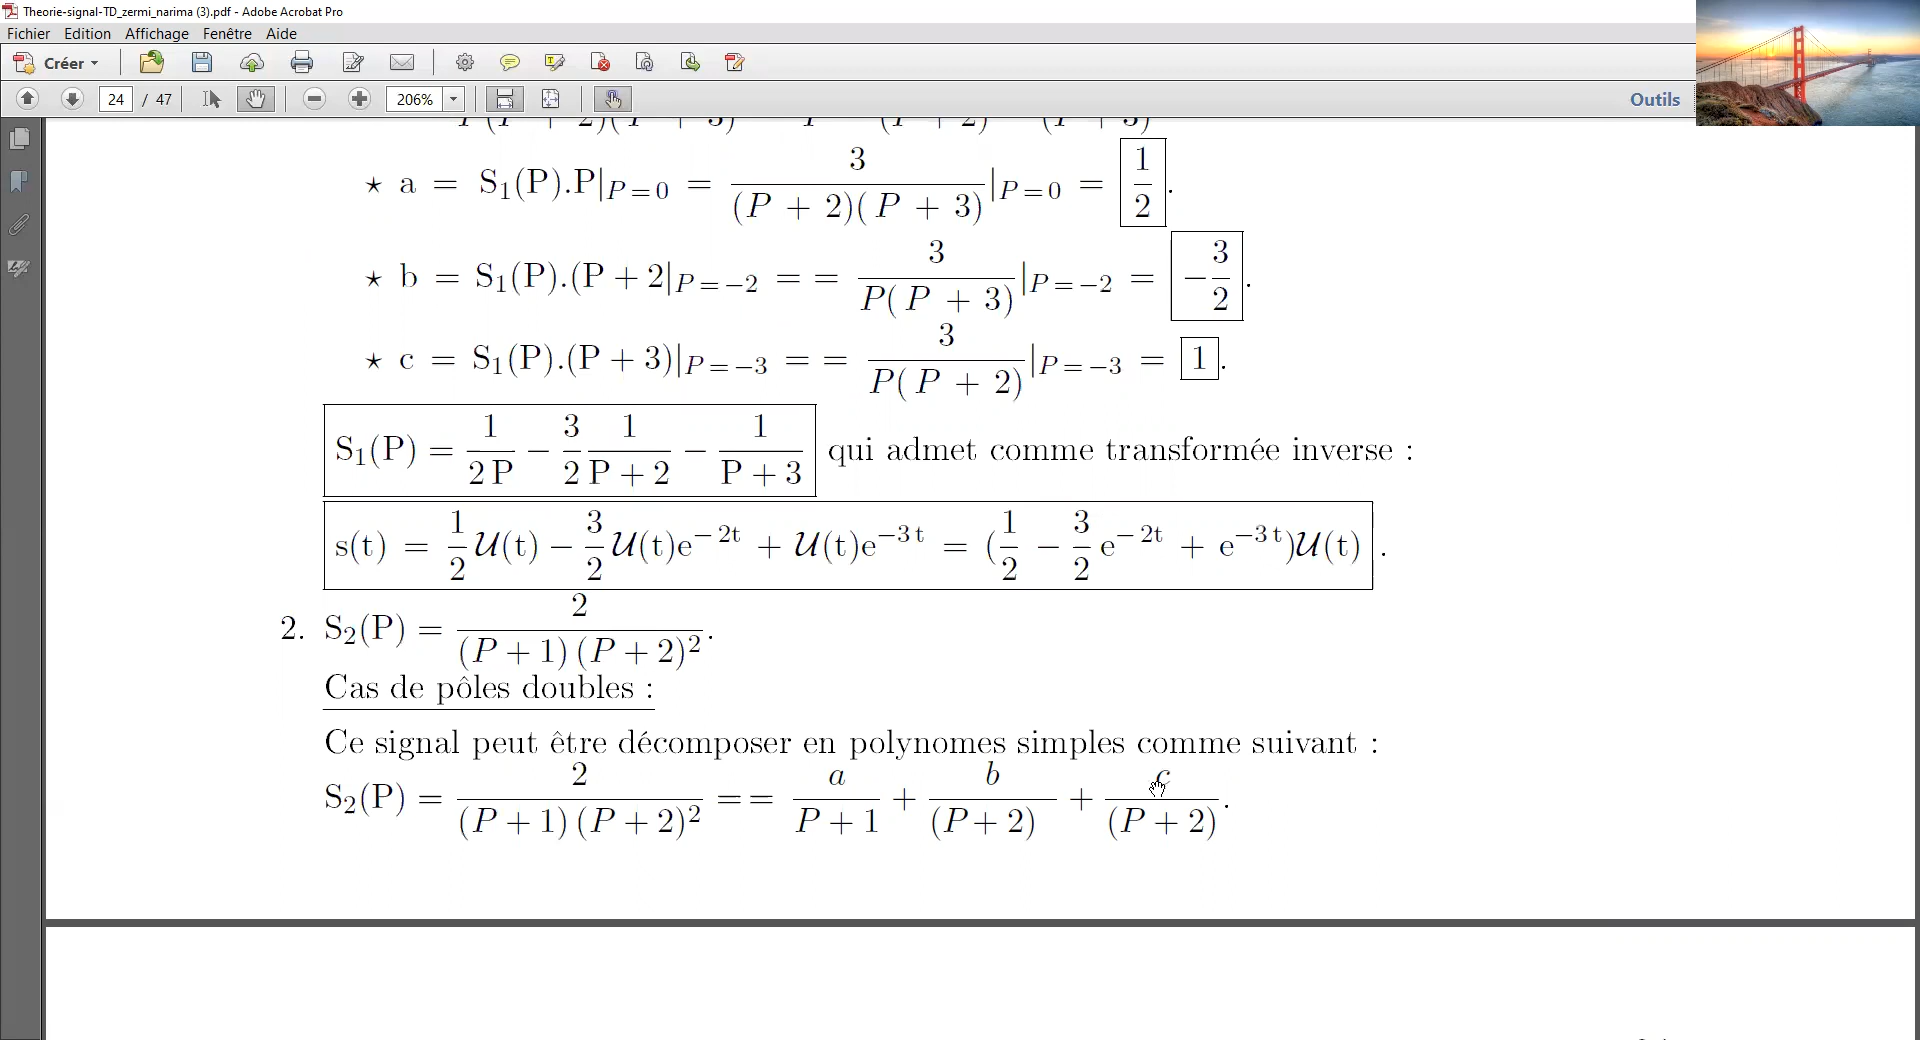 Theorie-signal-TD_zermi_narima (3).pdf - Adobe Acrobat Pro
Fichier Edition Affichage Fenêtre Aide
Créer
24 / 47 206% Outils
⋆ a = S₁(P).P|P=0 = 3/((P + 2)(P + 3))|P=0 = 1/2.
⋆ b = S₁(P).(P + 2|P=−2 == 3/(P(P + 3))|P=−2 = −3/2.
⋆ c = S₁(P).(P + 3)|P=−3 == 3/(P(P + 2))|P=−3 = 1.
S₁(P) = 1/(2P) − 3/2 1/(P + 2) − 1/(P + 3) qui admet comme transformée inverse :
s(t) = 1/2 𝒰(t) − 3/2 𝒰(t)e^(−2t) + 𝒰(t)e^(−3t) = (1/2 − 3/2 e^(−2t) + e^(−3t))𝒰(t).
2. S₂(P) = 2/((P + 1)(P + 2)²).
Cas de pôles doubles :
Ce signal peut être décomposer en polynomes simples comme suivant :
S₂(P) = 2/((P + 1)(P + 2)²) == a/(P + 1) + b/(P + 2) + c/(P + 2).